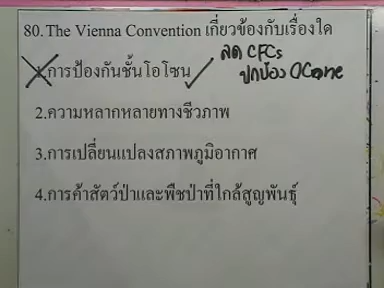 80.The Vienna Convention เกี่ยวข้องกับเรื่องใด
ลด CFCs
1.การป้องกันชั้นโอโซน
ปกป้อง Ozone
2.ความหลากหลายทางชีวภาพ
3.การเปลี่ยนแปลงสภาพภูมิอากาศ
4.การค้าสัตว์ป่าและพืชป่าที่ใกล้สูญพันธุ์